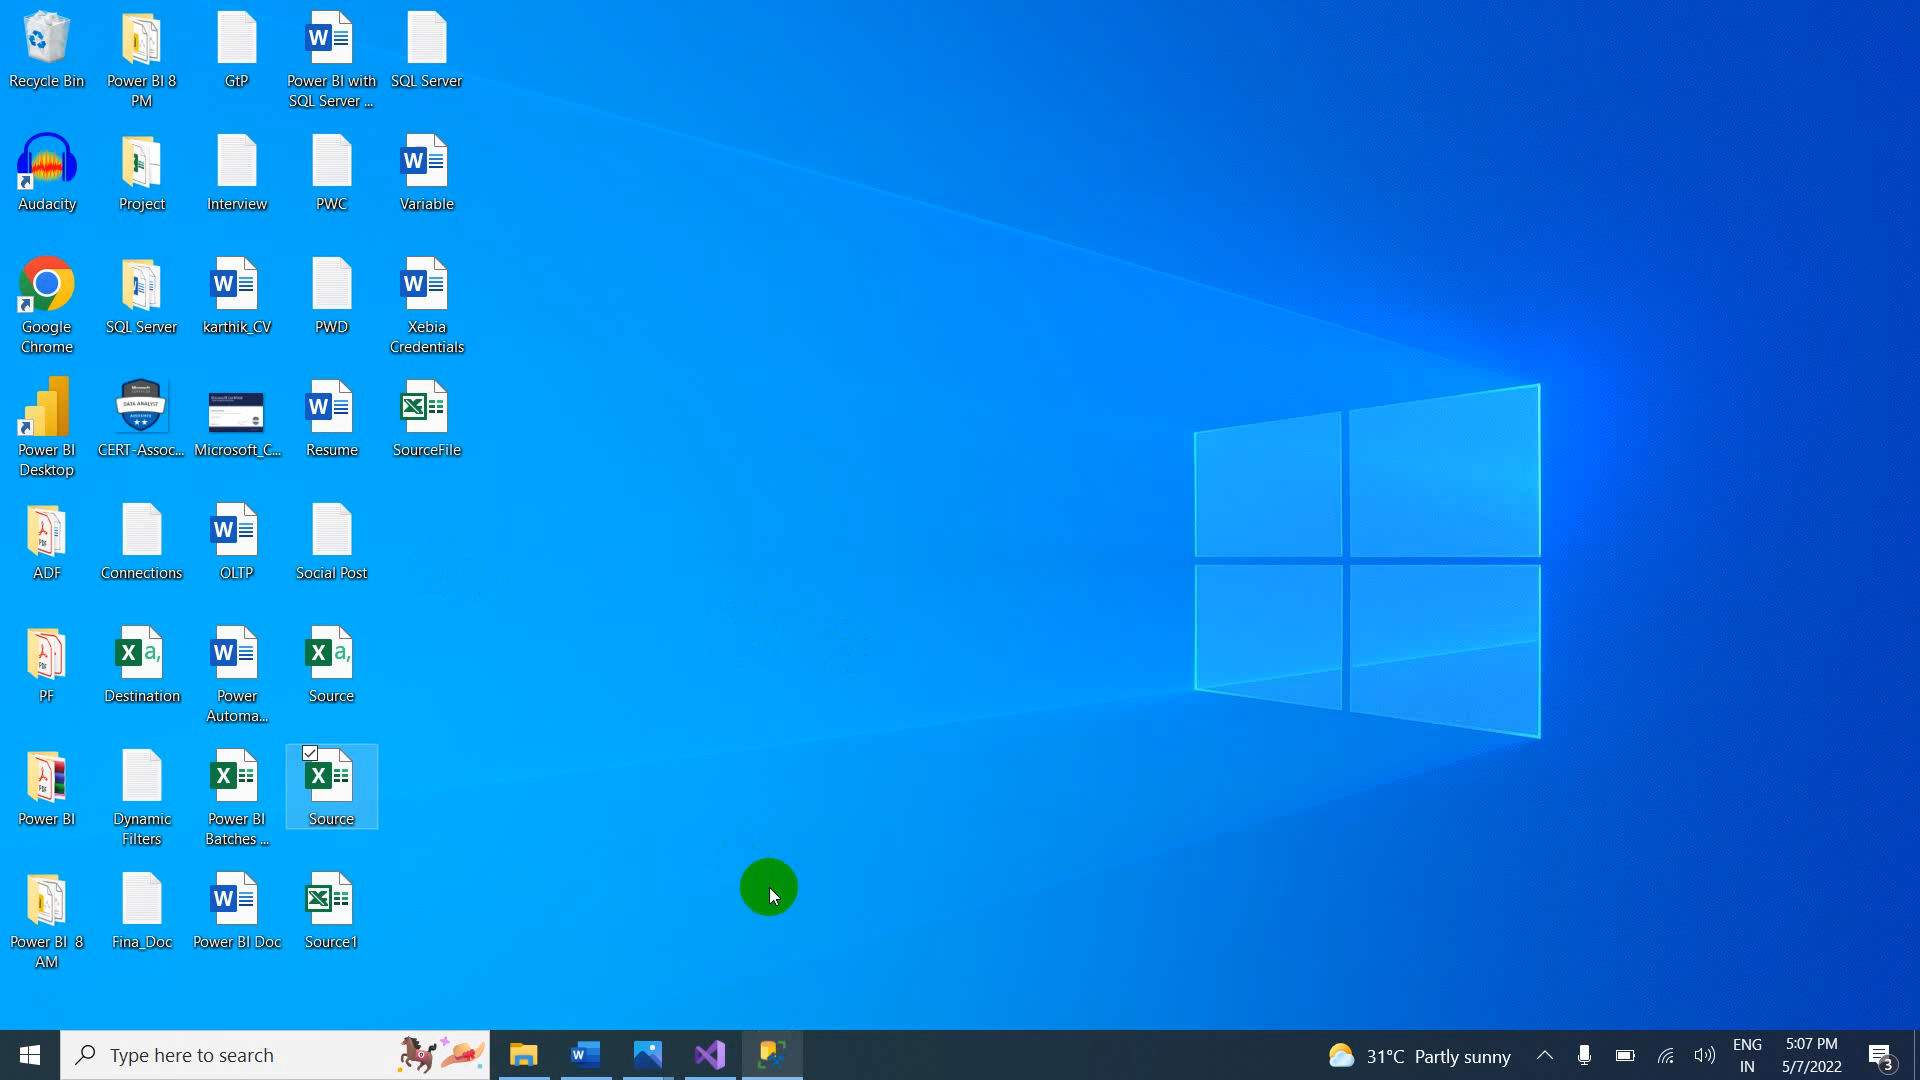 Recycle Bin
Power BI 8
PM
GtP
Power BI with
SQL Server ...
SQL Server
Audacity
Project
Interview
PWC
Variable
Google
Chrome
SQL Server
karthik_CV
PWD
Xebia
Credentials
Power BI
Desktop
CERT-Assoc...
Microsoft_C...
Resume
SourceFile
ADF
Connections
OLTP
Social Post
PF
Destination
Power
Automa...
Source
Power BI
Dynamic
Filters
Power BI
Batches ...
Source
Power BI 8
AM
Fina_Doc
Power BI Doc
Source1
Type here to search
31°C Partly sunny
ENG
IN
5:07 PM
5/7/2022
3